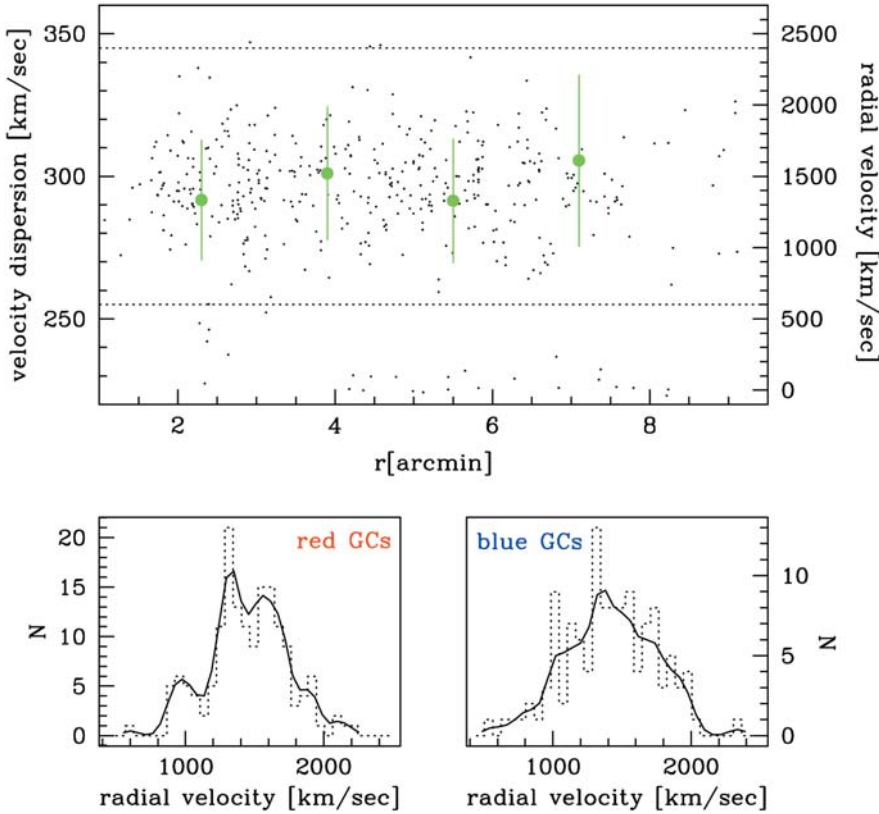 350
300
250
velocity dispersion [km/sec]
2500
2000
1500
1000
500
0
radial velocity [km/sec]
2
4
6
8
r[arcmin]
20
15
10
5
0
N
red GCs
1000
2000
radial velocity [km/sec]
blue GCs
10
5
0
N
1000
2000
radial velocity [km/sec]